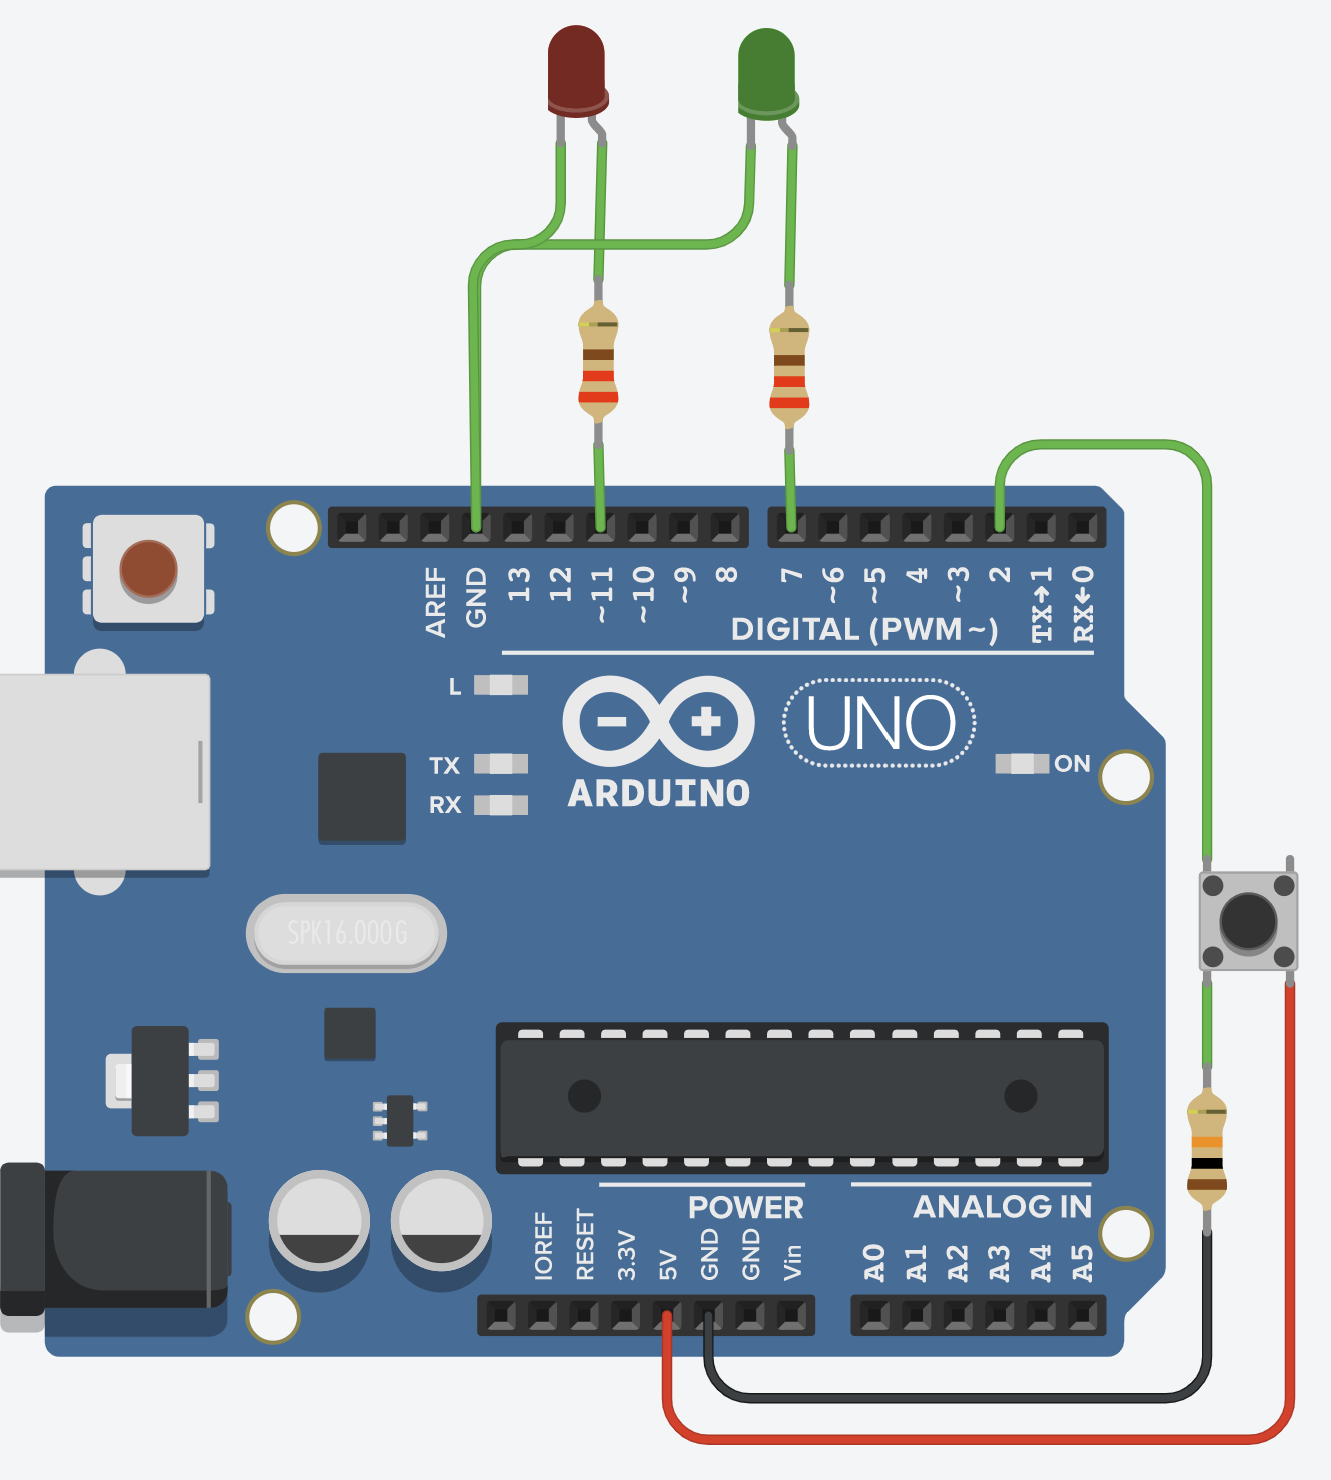 AREF
GND
13
12
~11
~10
~9
8
7
~6
~5
4
~3
2
TX→1
RX←0
DIGITAL (PWM~)
L
TX
RX
ARDUINO
UNO
ON
SPK16.000G
POWER
ANALOG IN
IOREF
RESET
3.3V
5V
GND
GND
Vin
A0
A1
A2
A3
A4
A5